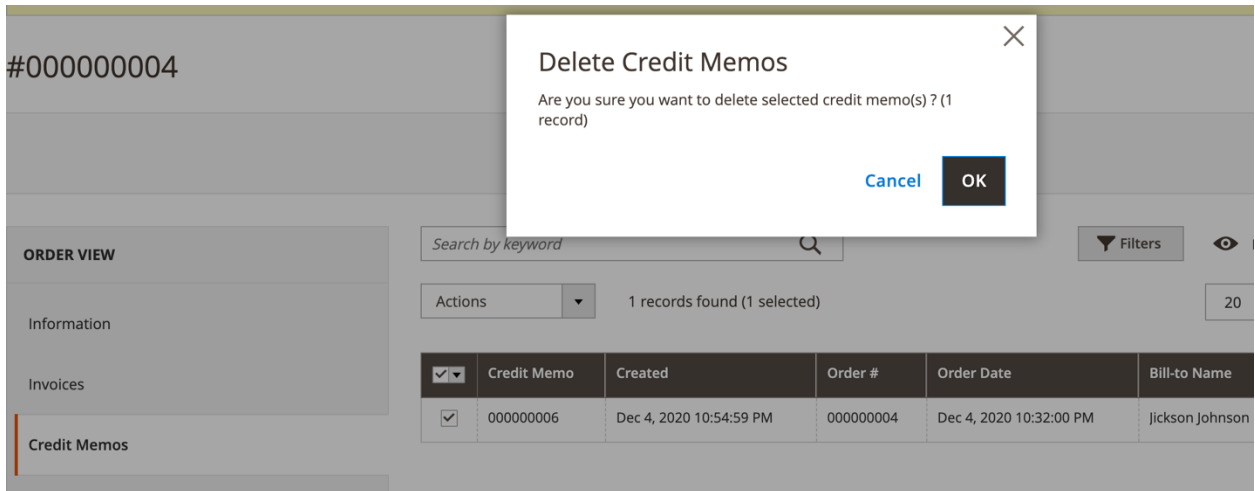 #000000004
Delete Credit Memos
Are you sure you want to delete selected credit memo(s) ? (1
record)
Cancel OK
ORDER VIEW
Information
Invoices
Credit Memos
Search by keyword
Filters
Actions 1 records found (1 selected) 20
Credit Memo Created Order # Order Date Bill-to Name
000000006 Dec 4, 2020 10:54:59 PM 000000004 Dec 4, 2020 10:32:00 PM Jickson Johnson